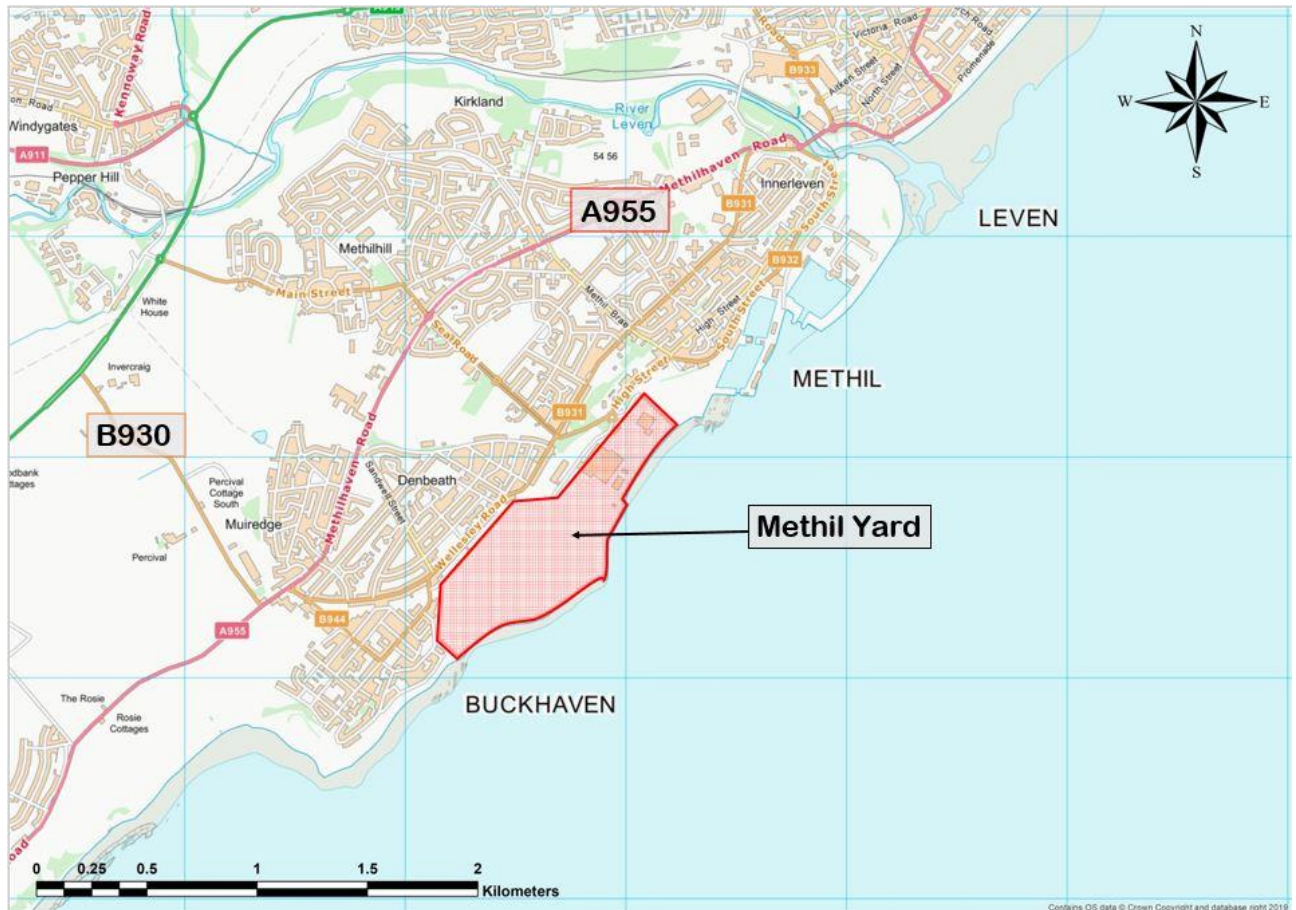 Kennoway Road
Windygates
A911
Pepper Hill
Kirkland
River
Leven
54 56
Methilhaven Road
B933
Aitken Street
North Street
Victoria Road
Promenade
N
W
E
S
Innerleven
B931
A955
South Street
B932
LEVEN
Methilhill
Main Street
White
House
Sea Road
Methil Brae
High Street
South Street
METHIL
Invercraig
B930
B931
High Street
Methilhaven Road
Sandwell Street
Denbeath
Percival
Cottage
South
Muiredge
Percival
Wellesley Road
Methil Yard
B944
A955
The Rosie
Rosie
Cottages
BUCKHAVEN
0 0.25 0.5 1 1.5 2
Kilometers
Contains OS data © Crown Copyright and database right 2019